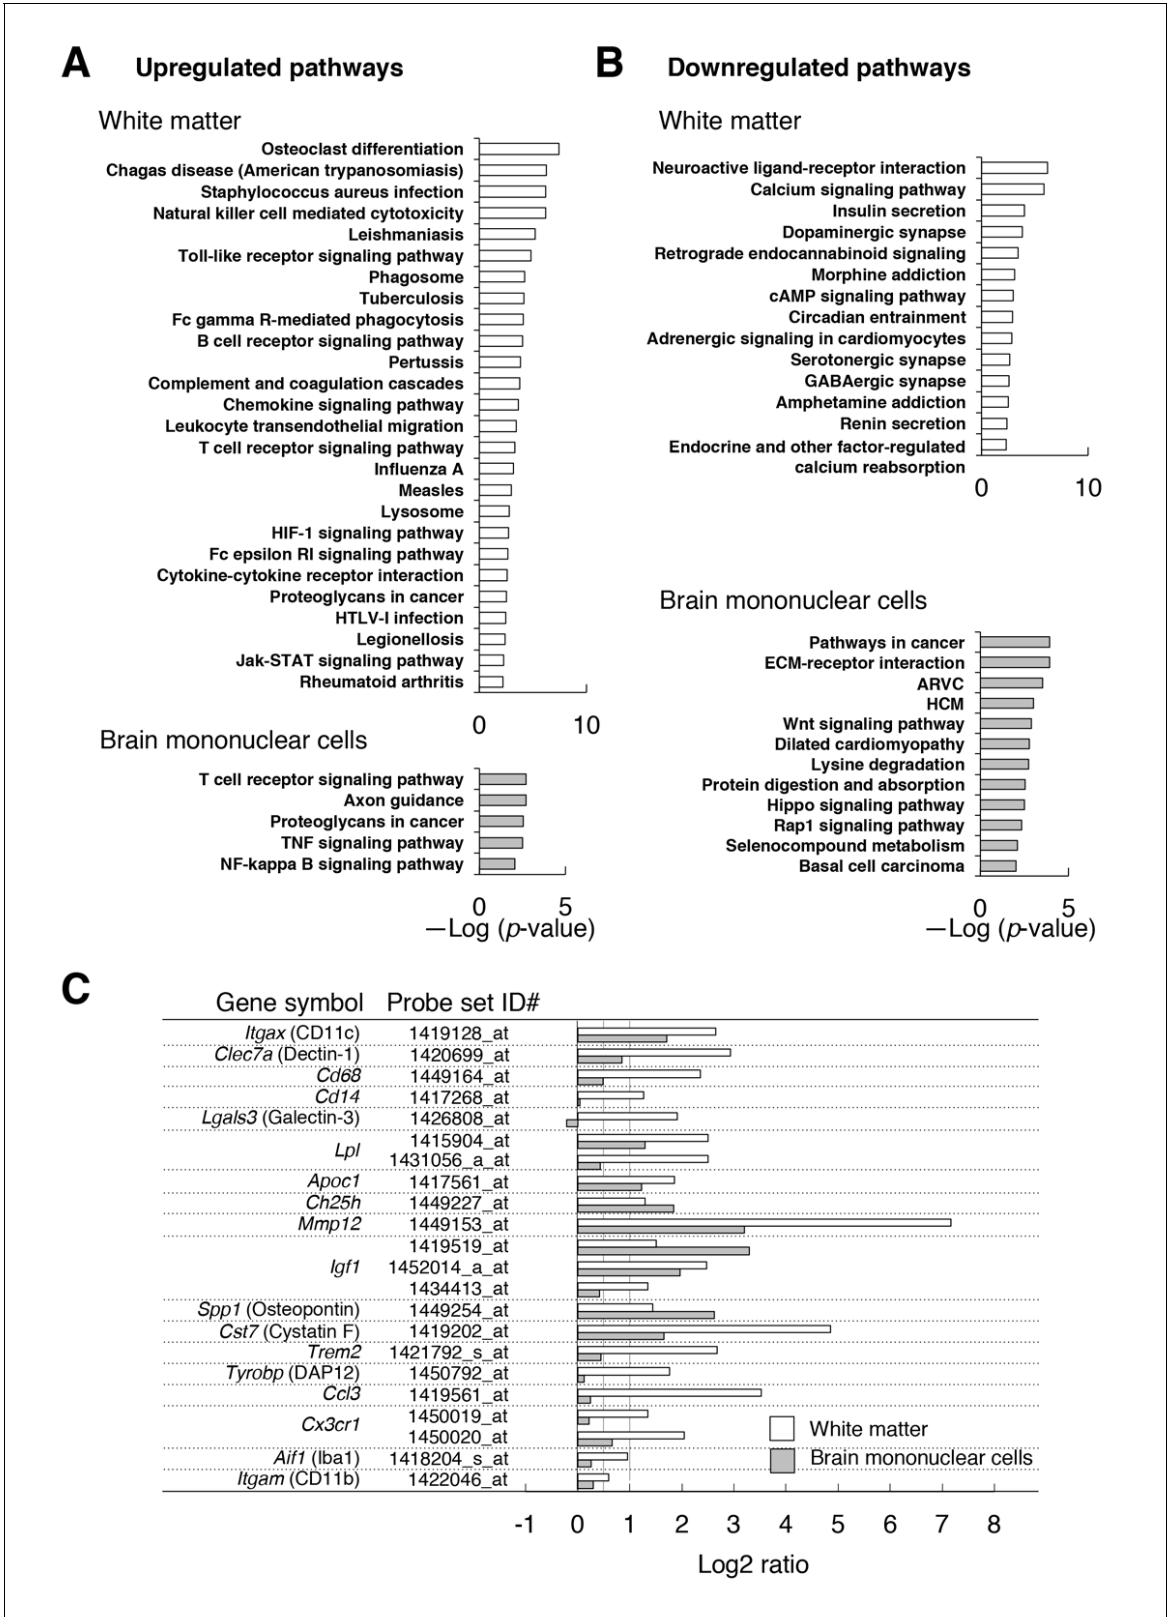 A Upregulated pathways
White matter
Osteoclast differentiation
Chagas disease (American trypanosomiasis)
Staphylococcus aureus infection
Natural killer cell mediated cytotoxicity
Leishmaniasis
Toll-like receptor signaling pathway
Phagosome
Tuberculosis
Fc gamma R-mediated phagocytosis
B cell receptor signaling pathway
Pertussis
Complement and coagulation cascades
Chemokine signaling pathway
Leukocyte transendothelial migration
T cell receptor signaling pathway
Influenza A
Measles
Lysosome
HIF-1 signaling pathway
Fc epsilon RI signaling pathway
Cytokine-cytokine receptor interaction
Proteoglycans in cancer
HTLV-I infection
Legionellosis
Jak-STAT signaling pathway
Rheumatoid arthritis
0 10
Brain mononuclear cells
T cell receptor signaling pathway
Axon guidance
Proteoglycans in cancer
TNF signaling pathway
NF-kappa B signaling pathway
0 5
—Log (p-value)
B Downregulated pathways
White matter
Neuroactive ligand-receptor interaction
Calcium signaling pathway
Insulin secretion
Dopaminergic synapse
Retrograde endocannabinoid signaling
Morphine addiction
cAMP signaling pathway
Circadian entrainment
Adrenergic signaling in cardiomyocytes
Serotonergic synapse
GABAergic synapse
Amphetamine addiction
Renin secretion
Endocrine and other factor-regulated
calcium reabsorption
0 10
Brain mononuclear cells
Pathways in cancer
ECM-receptor interaction
ARVC
HCM
Wnt signaling pathway
Dilated cardiomyopathy
Lysine degradation
Protein digestion and absorption
Hippo signaling pathway
Rap1 signaling pathway
Selenocompound metabolism
Basal cell carcinoma
0 5
—Log (p-value)
C
Gene symbol Probe set ID#
Itgax (CD11c) 1419128_at
Clec7a (Dectin-1) 1420699_at
Cd68 1449164_at
Cd14 1417268_at
Lgals3 (Galectin-3) 1426808_at
Lpl 1415904_at
1431056_a_at
Apoc1 1417561_at
Ch25h 1449227_at
Mmp12 1449153_at
1419519_at
Igf1 1452014_a_at
1434413_at
Spp1 (Osteopontin) 1449254_at
Cst7 (Cystatin F) 1419202_at
Trem2 1421792_s_at
Tyrobp (DAP12) 1450792_at
Ccl3 1419561_at
Cx3cr1 1450019_at
1450020_at
Aif1 (Iba1) 1418204_s_at
Itgam (CD11b) 1422046_at
White matter
Brain mononuclear cells
-1 0 1 2 3 4 5 6 7 8
Log2 ratio